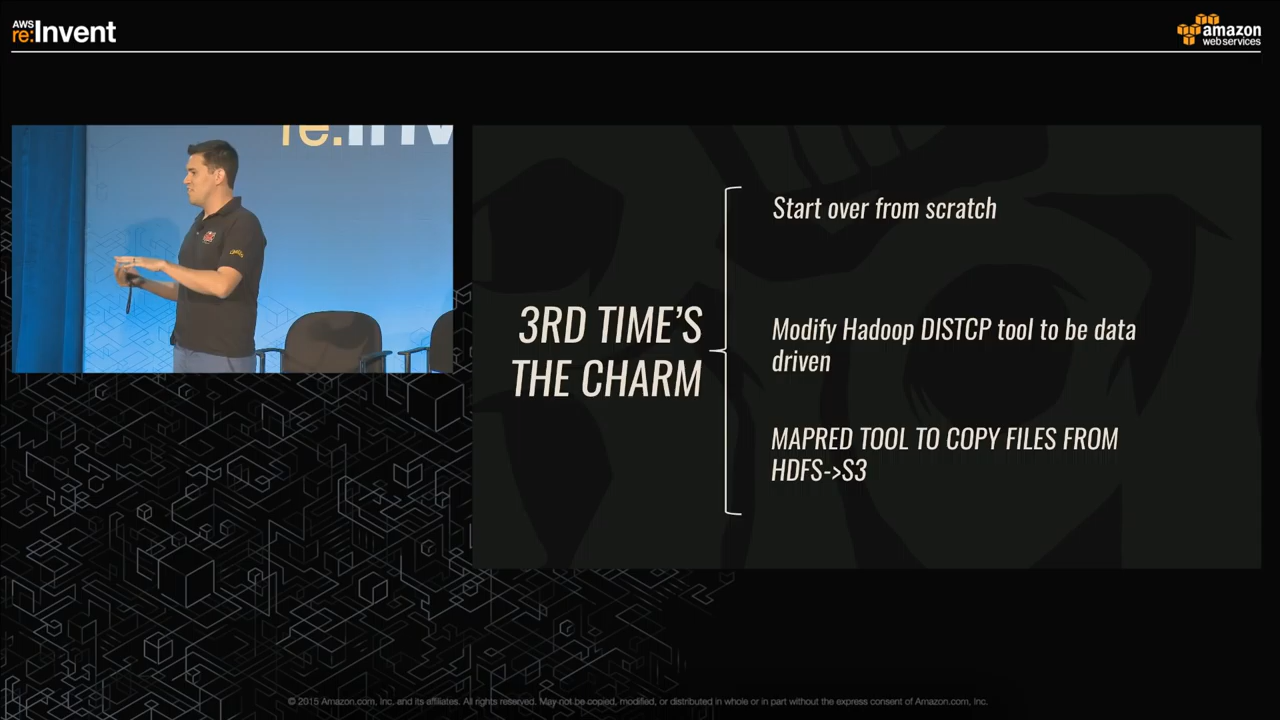 AWS
re:Invent
amazon
web services
re:Inv
Start over from scratch
3RD TIME'S
THE CHARM
Modify Hadoop DISTCP tool to be data
driven
MAPRED TOOL TO COPY FILES FROM
HDFS->S3
© 2015 Amazon.com, Inc. and its affiliates. All rights reserved. May not be copied, modified, or distributed in whole or in part without the express consent of Amazon.com, Inc.